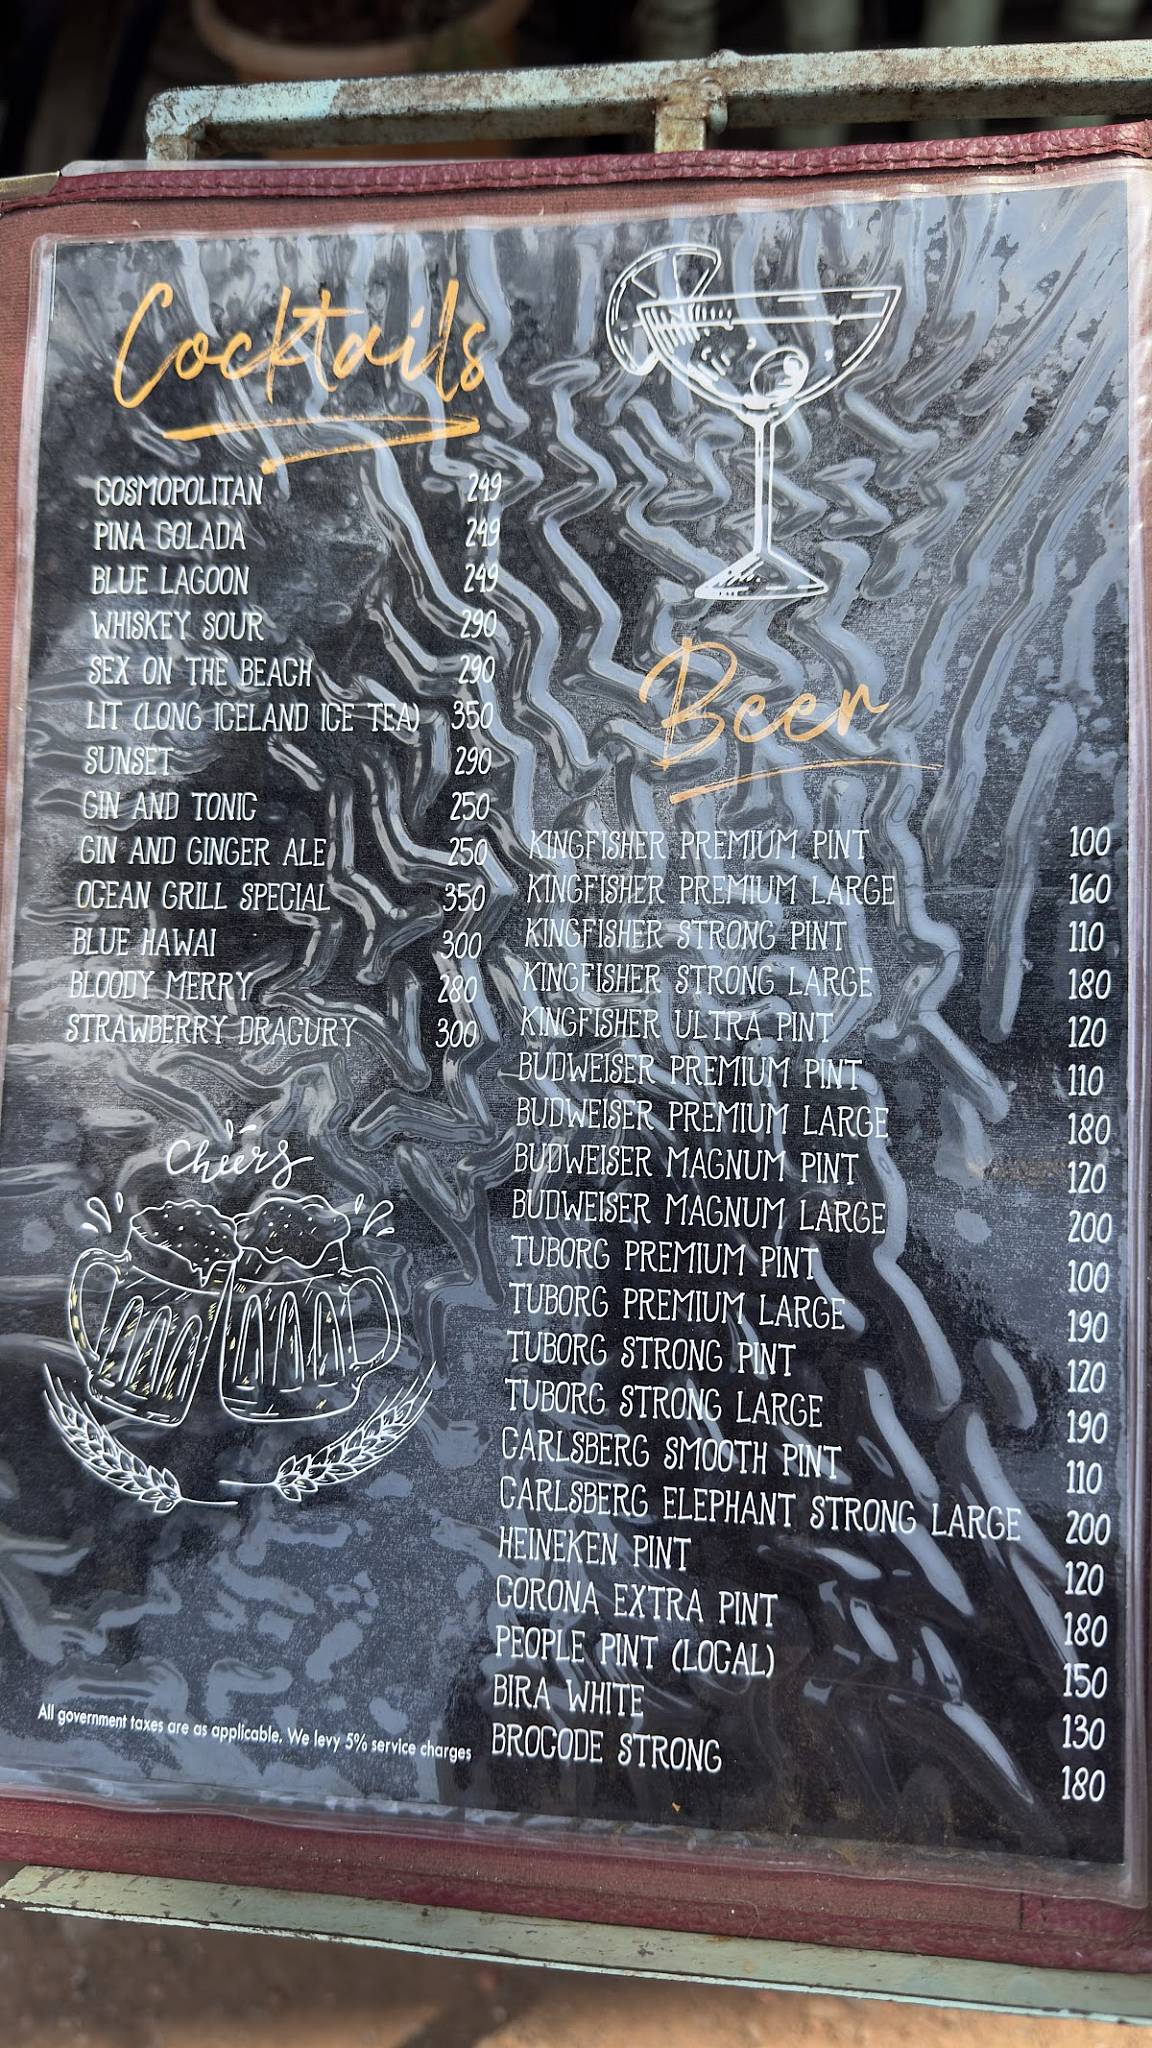 Cocktails
COSMOPOLITAN 249
PINA COLADA 249
BLUE LAGOON 249
WHISKEY SOUR 290
SEX ON THE BEACH 290
LIT (LONG ICELAND ICE TEA) 350
SUNSET 290
GIN AND TONIC 250
GIN AND GINGER ALE 250
OCEAN GRILL SPECIAL 350
BLUE HAWAI 300
BLOODY MERRY 280
STRAWBERRY DRAGURY 300
Cheers
All government taxes are as applicable. We levy 5% service charges
Beer
KINGFISHER PREMIUM PINT 100
KINGFISHER PREMIUM LARGE 160
KINGFISHER STRONG PINT 110
KINGFISHER STRONG LARGE 180
KINGFISHER ULTRA PINT 120
BUDWEISER PREMIUM PINT 110
BUDWEISER PREMIUM LARGE 180
BUDWEISER MAGNUM PINT 120
BUDWEISER MAGNUM LARGE 200
TUBORG PREMIUM PINT 100
TUBORG PREMIUM LARGE 190
TUBORG STRONG PINT 120
TUBORG STRONG LARGE 190
CARLSBERG SMOOTH PINT 110
CARLSBERG ELEPHANT STRONG LARGE 200
HEINEKEN PINT 120
CORONA EXTRA PINT 180
PEOPLE PINT (LOCAL) 150
BIRA WHITE 130
BROCODE STRONG 180